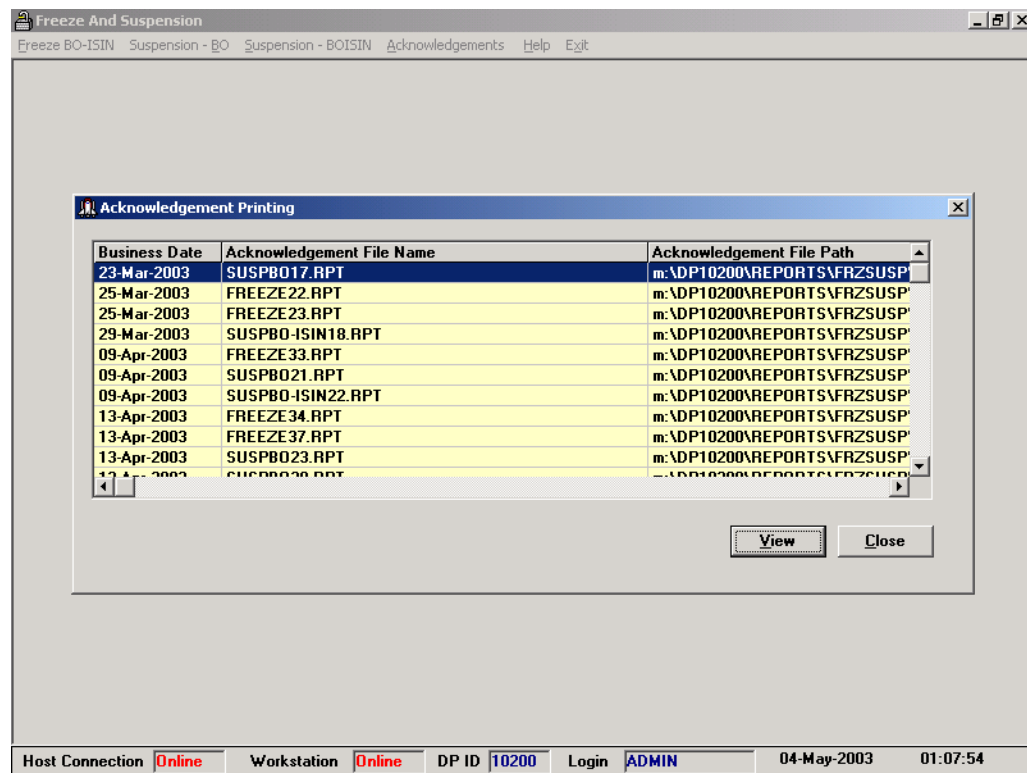 Freeze And Suspension
Freeze BO-ISIN Suspension - BO Suspension - BOISIN Acknowledgements Help Exit
Acknowledgement Printing
Business Date Acknowledgement File Name Acknowledgement File Path
23-Mar-2003 SUSPBO17.RPT m:\DP10200\REPORTS\FRZSUSP
25-Mar-2003 FREEZE22.RPT m:\DP10200\REPORTS\FRZSUSP
25-Mar-2003 FREEZE23.RPT m:\DP10200\REPORTS\FRZSUSP
29-Mar-2003 SUSPBO-ISIN18.RPT m:\DP10200\REPORTS\FRZSUSP
09-Apr-2003 FREEZE33.RPT m:\DP10200\REPORTS\FRZSUSP
09-Apr-2003 SUSPBO21.RPT m:\DP10200\REPORTS\FRZSUSP
09-Apr-2003 SUSPBO-ISIN22.RPT m:\DP10200\REPORTS\FRZSUSP
13-Apr-2003 FREEZE34.RPT m:\DP10200\REPORTS\FRZSUSP
13-Apr-2003 FREEZE37.RPT m:\DP10200\REPORTS\FRZSUSP
13-Apr-2003 SUSPBO23.RPT m:\DP10200\REPORTS\FRZSUSP
View Close
Host Connection Online Workstation Online DP ID 10200 Login ADMIN 04-May-2003 01:07:54